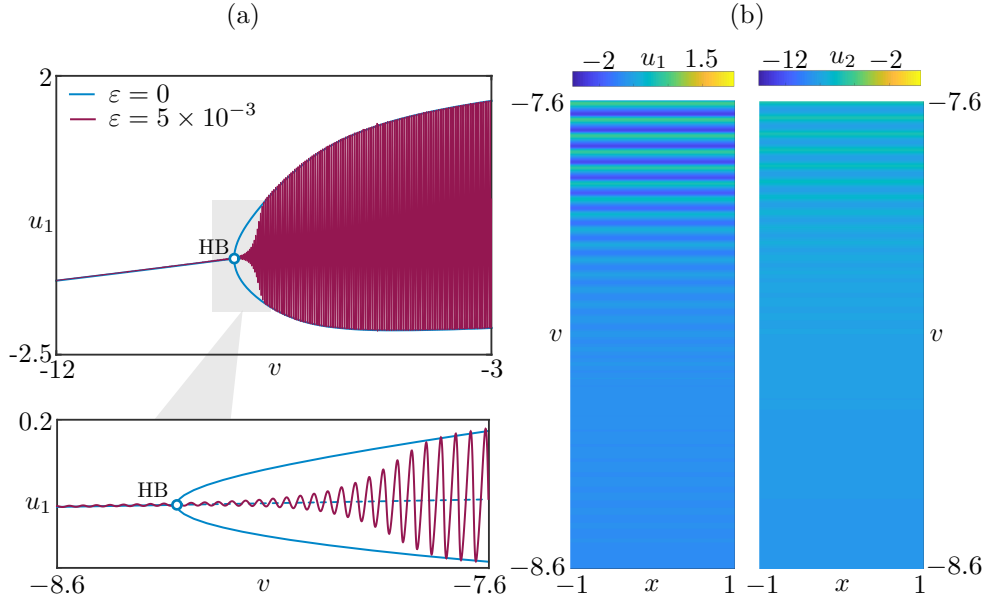 (a)
2
ε = 0
ε = 5 × 10⁻³
u₁
HB
-2.5
-12
v
-3
0.2
HB
u₁
−8.6
v
−7.6
(b)
−2 u₁ 1.5
−12 u₂ −2
−7.6
−7.6
v
v
−8.6
−8.6
−1 x 1
−1 x 1